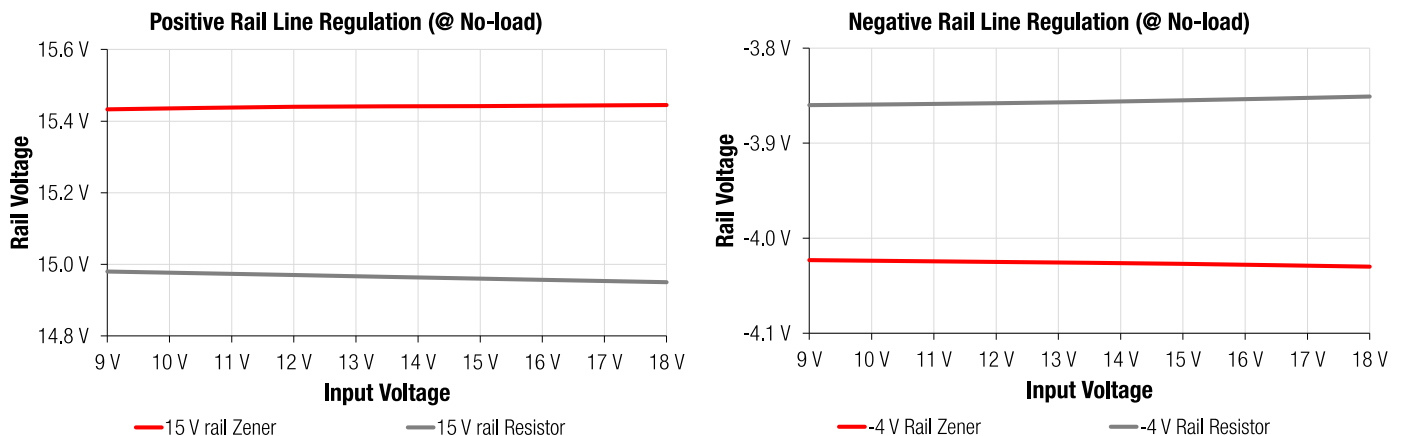 Positive Rail Line Regulation (@ No-load)
15.6 V
15.4 V
15.2 V
15.0 V
14.8 V
Rail Voltage
9 V 10 V 11 V 12 V 13 V 14 V 15 V 16 V 17 V 18 V
Input Voltage
15 V rail Zener
15 V rail Resistor
Negative Rail Line Regulation (@ No-load)
-3.8 V
-3.9 V
-4.0 V
-4.1 V
Rail Voltage
9 V 10 V 11 V 12 V 13 V 14 V 15 V 16 V 17 V 18 V
Input Voltage
-4 V Rail Zener
-4 V Rail Resistor